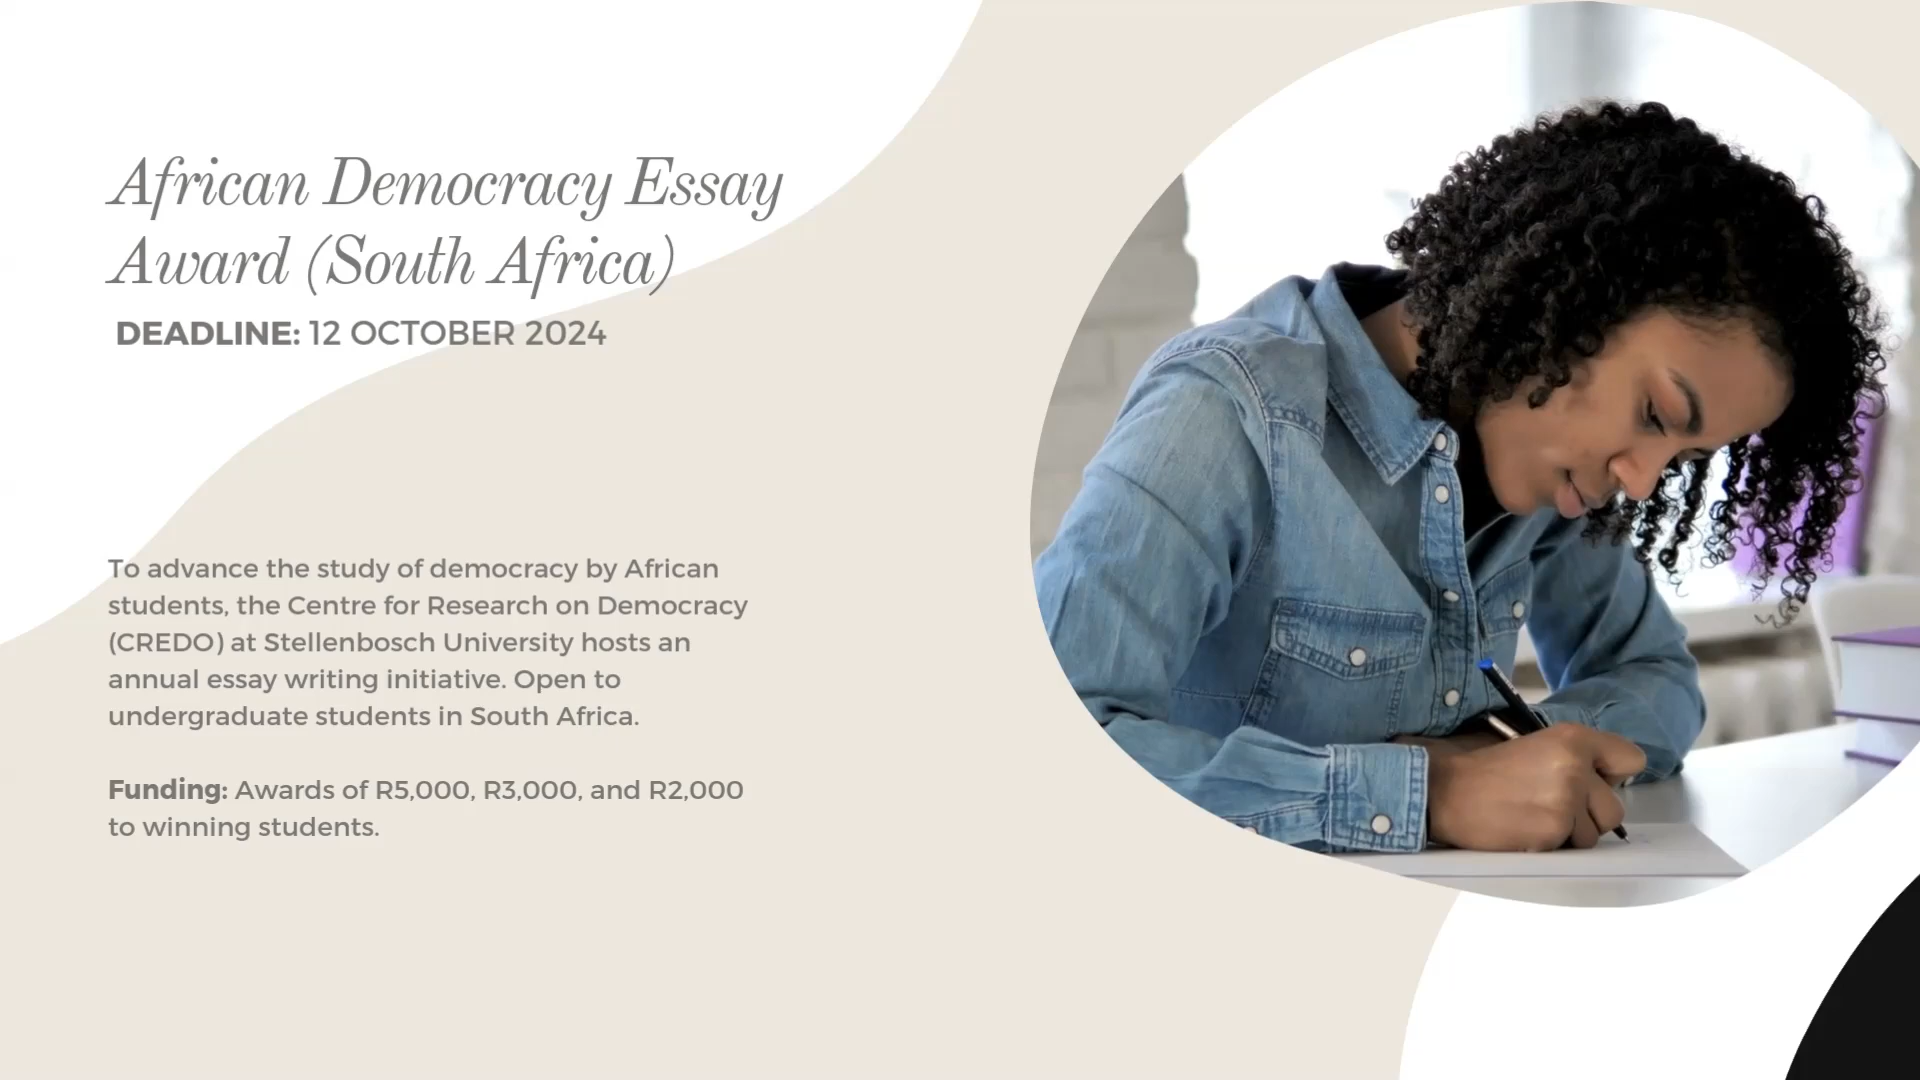 African Democracy Essay
Award (South Africa)
DEADLINE: 12 OCTOBER 2024
To advance the study of democracy by African
students, the Centre for Research on Democracy
(CREDO) at Stellenbosch University hosts an
annual essay writing initiative. Open to
undergraduate students in South Africa.
Funding: Awards of R5,000, R3,000, and R2,000
to winning students.